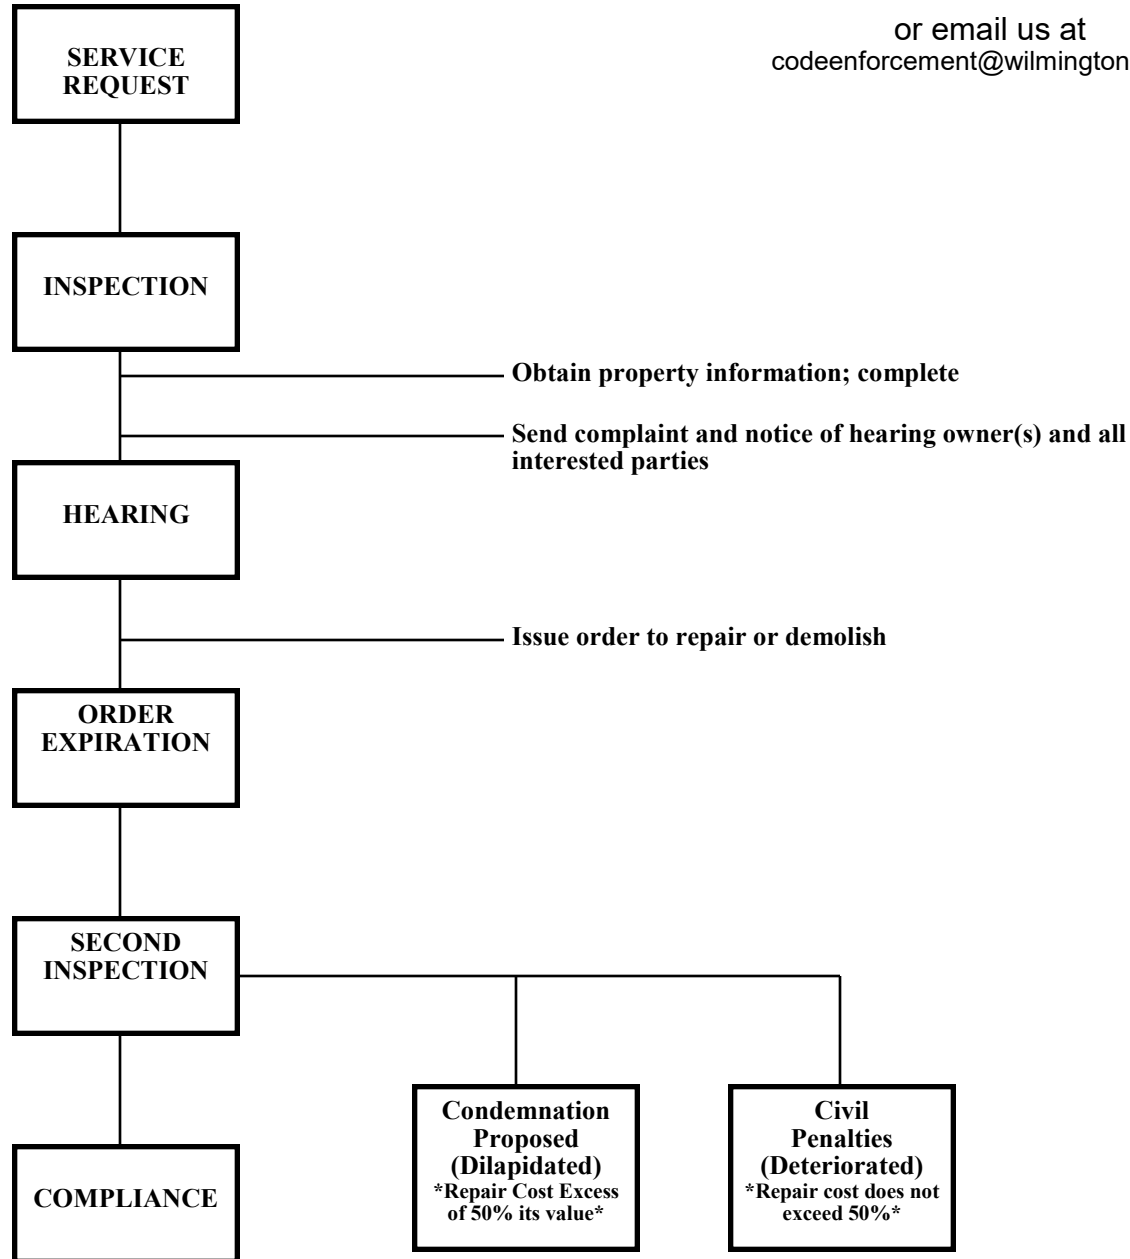 or email us at
codeenforcement@wilmington
SERVICE
REQUEST
INSPECTION
Obtain property information; complete
Send complaint and notice of hearing owner(s) and all
interested parties
HEARING
Issue order to repair or demolish
ORDER
EXPIRATION
SECOND
INSPECTION
Condemnation
Proposed
(Dilapidated)
*Repair Cost Excess
of 50% its value*
Civil
Penalties
(Deteriorated)
*Repair cost does not
exceed 50%*
COMPLIANCE